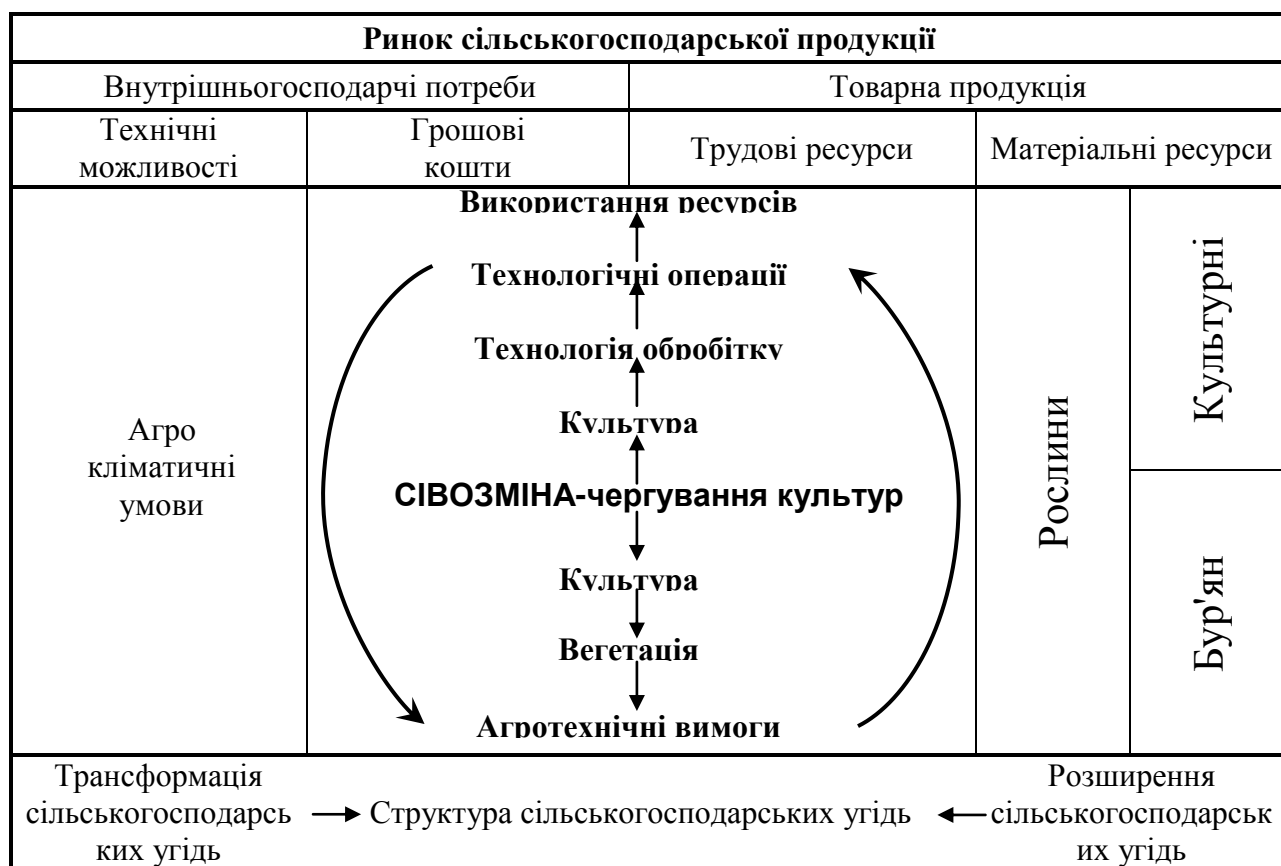 Ринок сільськогосподарської продукції
Внутрішньогосподарчі потреби
Товарна продукція
Технічні
можливості
Грошові
кошти
Трудові ресурси
Матеріальні ресурси
Використання ресурсів
Технологічні операції
Технологія обробітку
Культура
СІВОЗМІНА-чергування культур
Культура
Вегетація
Агротехнічні вимоги
Агро
кліматичні
умови
Рослини
Культурні
Бур'ян
Трансформація
сільськогосподарсь
ких угідь
Структура сільськогосподарських угідь
Розширення
сільськогосподарськ
их угідь